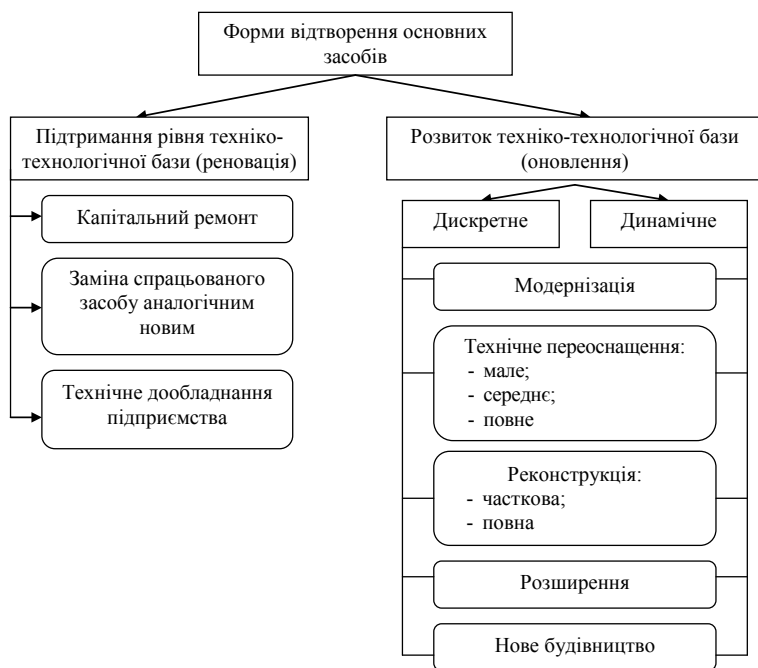 Форми відтворення основних
засобів
Підтримання рівня техніко-
технологічної бази (реновація)
Капітальний ремонт
Заміна спрацьованого
засобу аналогічним
новим
Технічне дообладнання
підприємства
Розвиток техніко-технологічної бази
(оновлення)
Дискретне
Динамічне
Модернізація
Технічне переоснащення:
- мале;
- середнє;
- повне
Реконструкція:
- часткова;
- повна
Розширення
Нове будівництво